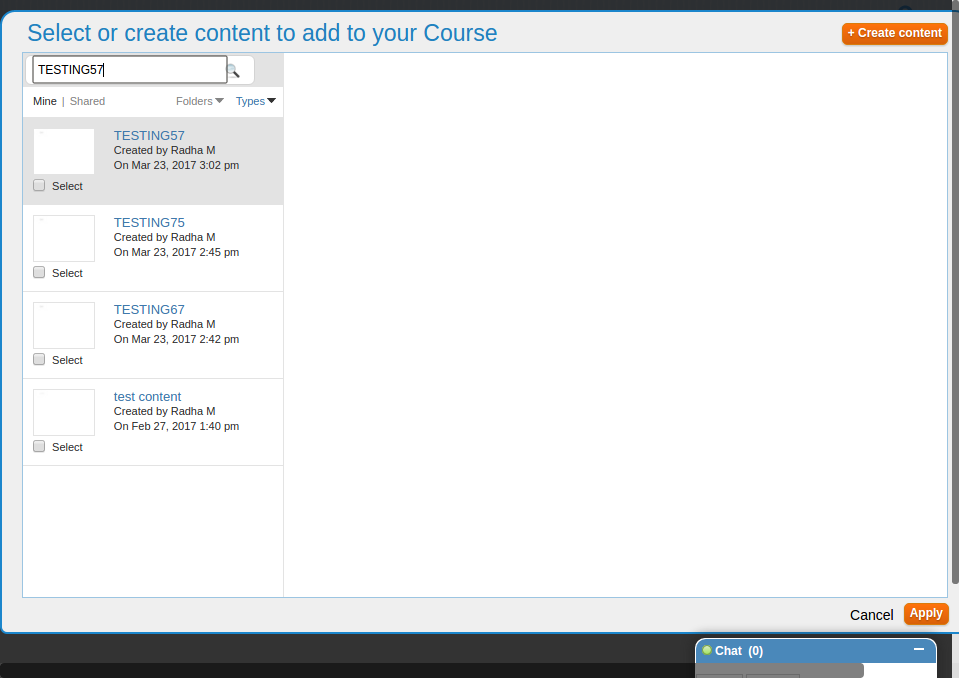 Select or create content to add to your Course
+ Create content
TESTING57
Mine | Shared
Folders
Types
TESTING57
Created by Radha M
On Mar 23, 2017 3:02 pm
Select
TESTING75
Created by Radha M
On Mar 23, 2017 2:45 pm
Select
TESTING67
Created by Radha M
On Mar 23, 2017 2:42 pm
Select
test content
Created by Radha M
On Feb 27, 2017 1:40 pm
Select
Cancel
Apply
Chat (0)